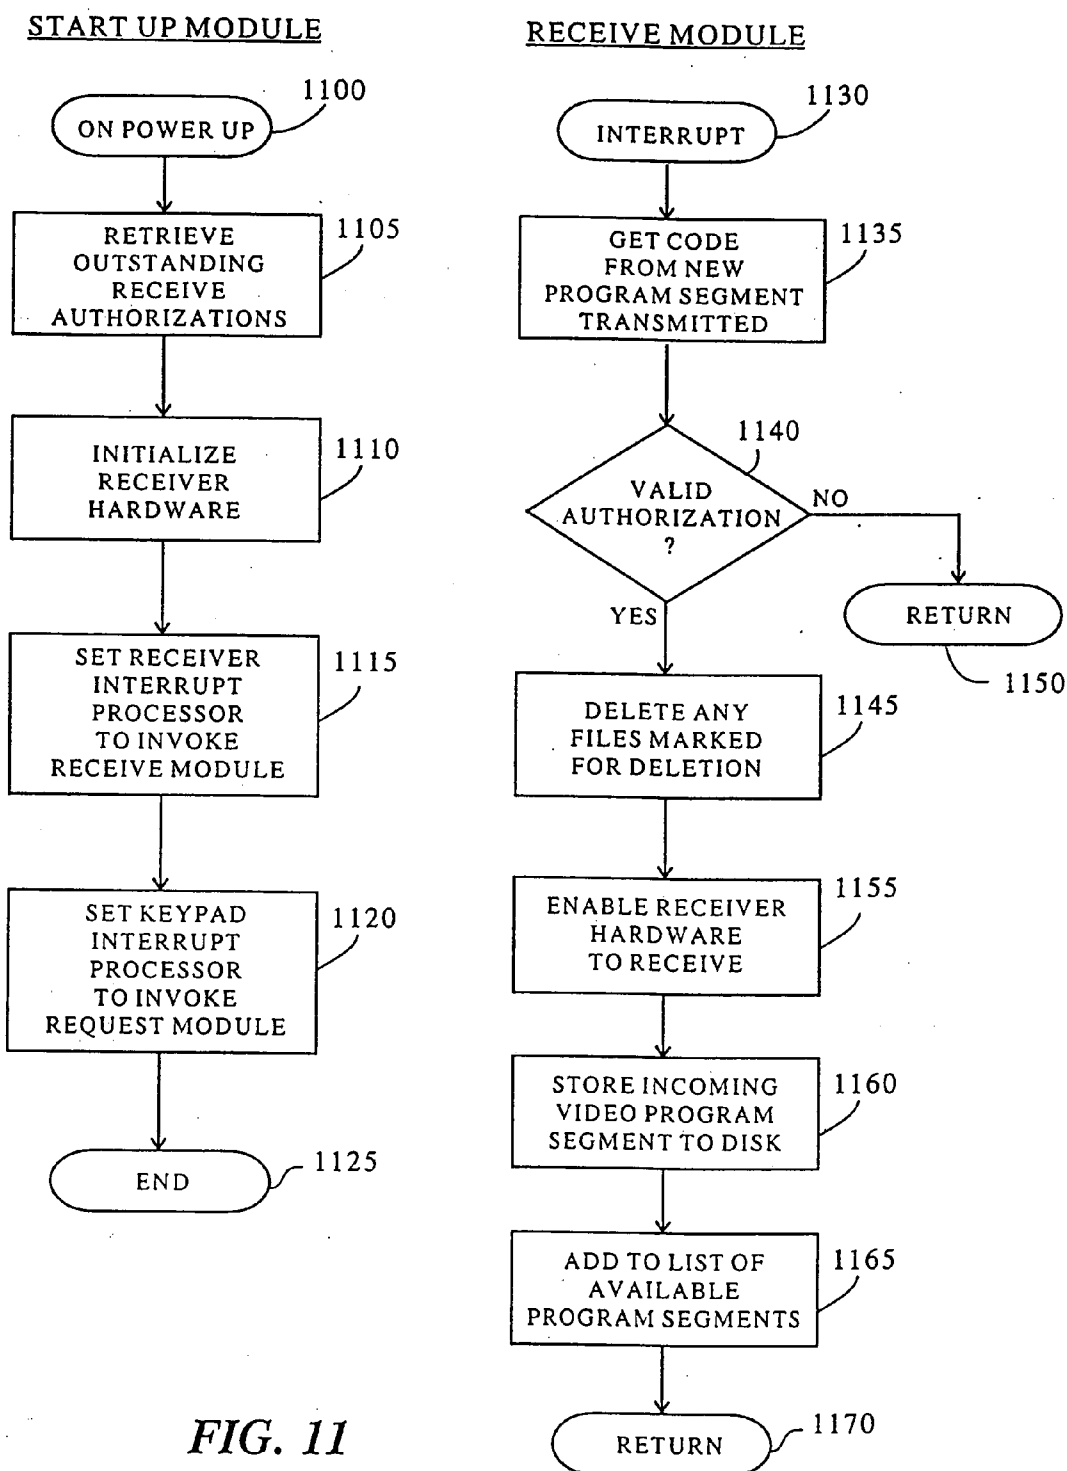 START UP MODULE
1100
ON POWER UP
1105
RETRIEVE
OUTSTANDING
RECEIVE
AUTHORIZATIONS
1110
INITIALIZE
RECEIVER
HARDWARE
1115
SET RECEIVER
INTERRUPT
PROCESSOR
TO INVOKE
RECEIVE MODULE
1120
SET KEYPAD
INTERRUPT
PROCESSOR
TO INVOKE
REQUEST MODULE
1125
END
RECEIVE MODULE
1130
INTERRUPT
1135
GET CODE
FROM NEW
PROGRAM SEGMENT
TRANSMITTED
1140
VALID
AUTHORIZATION
?
NO
RETURN
1150
YES
1145
DELETE ANY
FILES MARKED
FOR DELETION
1155
ENABLE RECEIVER
HARDWARE
TO RECEIVE
1160
STORE INCOMING
VIDEO PROGRAM
SEGMENT TO DISK
1165
ADD TO LIST OF
AVAILABLE
PROGRAM SEGMENTS
1170
RETURN
FIG. 11